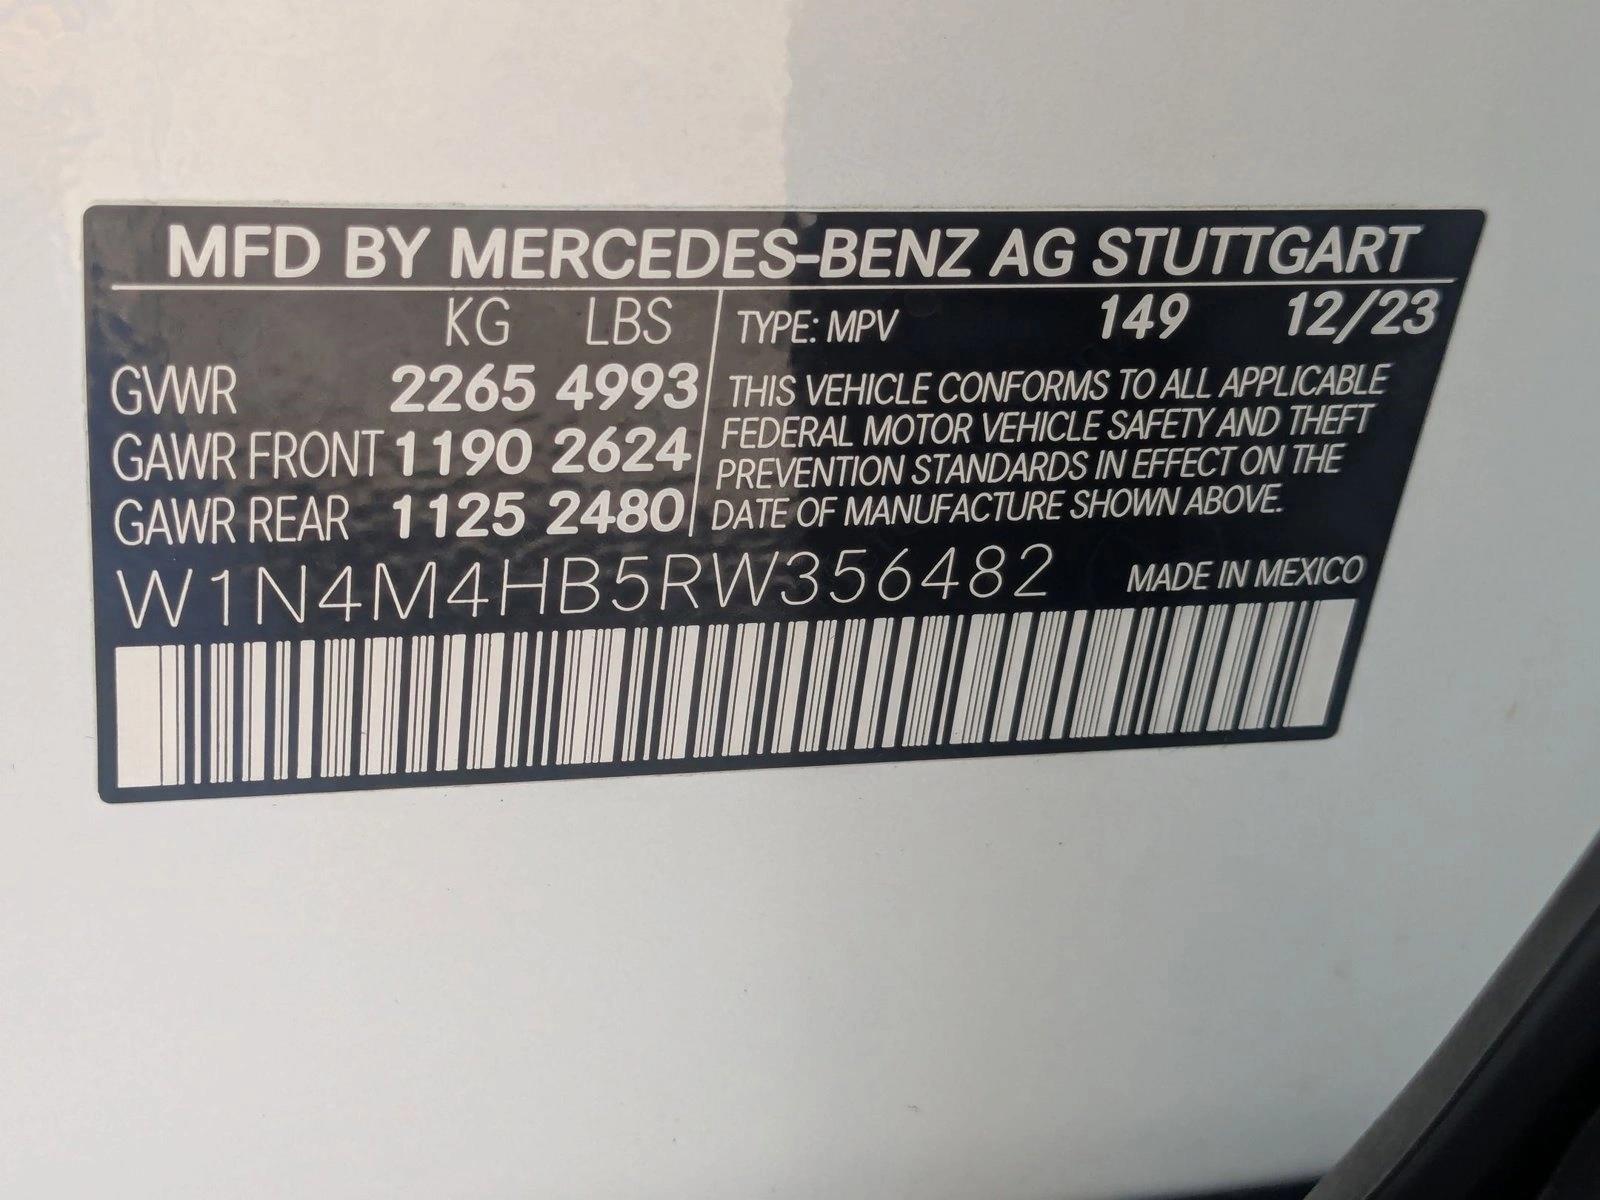 MFD BY MERCEDES-BENZ AG STUTTGART
KG LBS
GVWR 2265 4993
GAWR FRONT 1190 2624
GAWR REAR 1125 2480
TYPE: MPV 149 12/23
THIS VEHICLE CONFORMS TO ALL APPLICABLE
FEDERAL MOTOR VEHICLE SAFETY AND THEFT
PREVENTION STANDARDS IN EFFECT ON THE
DATE OF MANUFACTURE SHOWN ABOVE.
W1N4M4HB5RW356482 MADE IN MEXICO